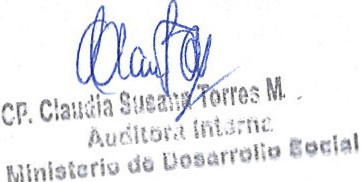 CP. Claudia Susana Torres M.
Auditora Interna
Ministerio de Desarrollo Social